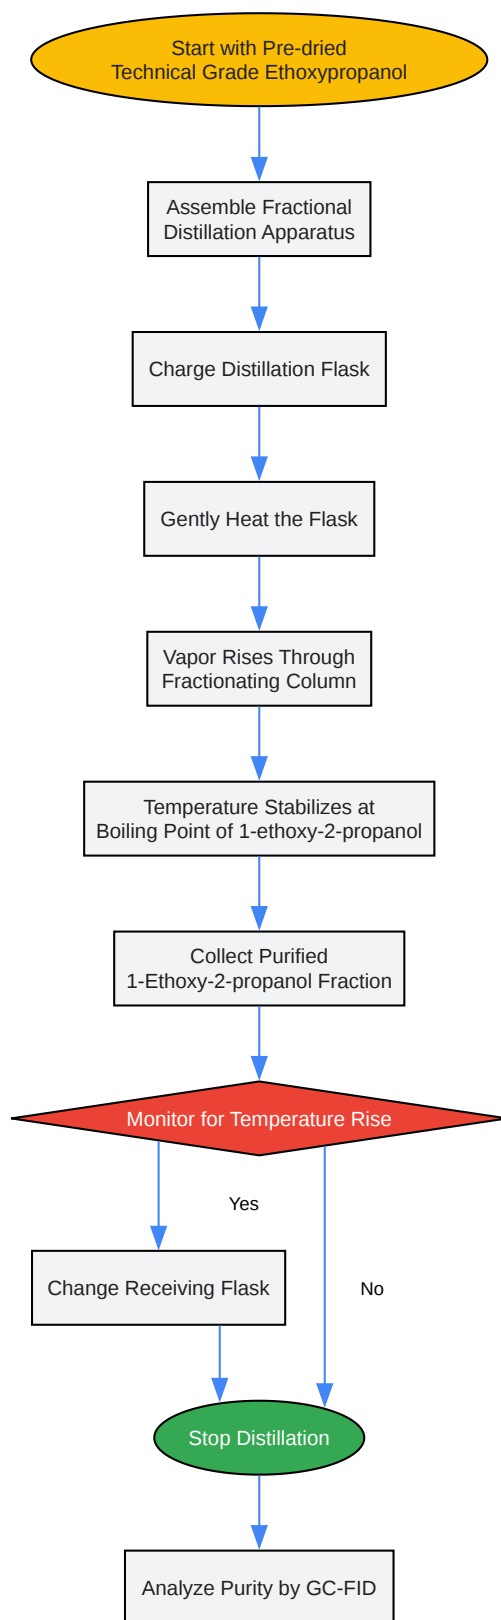 Start with Pre-dried
Technical Grade Ethoxypropanol
Assemble Fractional
Distillation Apparatus
Charge Distillation Flask
Gently Heat the Flask
Vapor Rises Through
Fractionating Column
Temperature Stabilizes at
Boiling Point of 1-ethoxy-2-propanol
Collect Purified
1-Ethoxy-2-propanol Fraction
Monitor for Temperature Rise
Yes
Change Receiving Flask
No
Stop Distillation
Analyze Purity by GC-FID